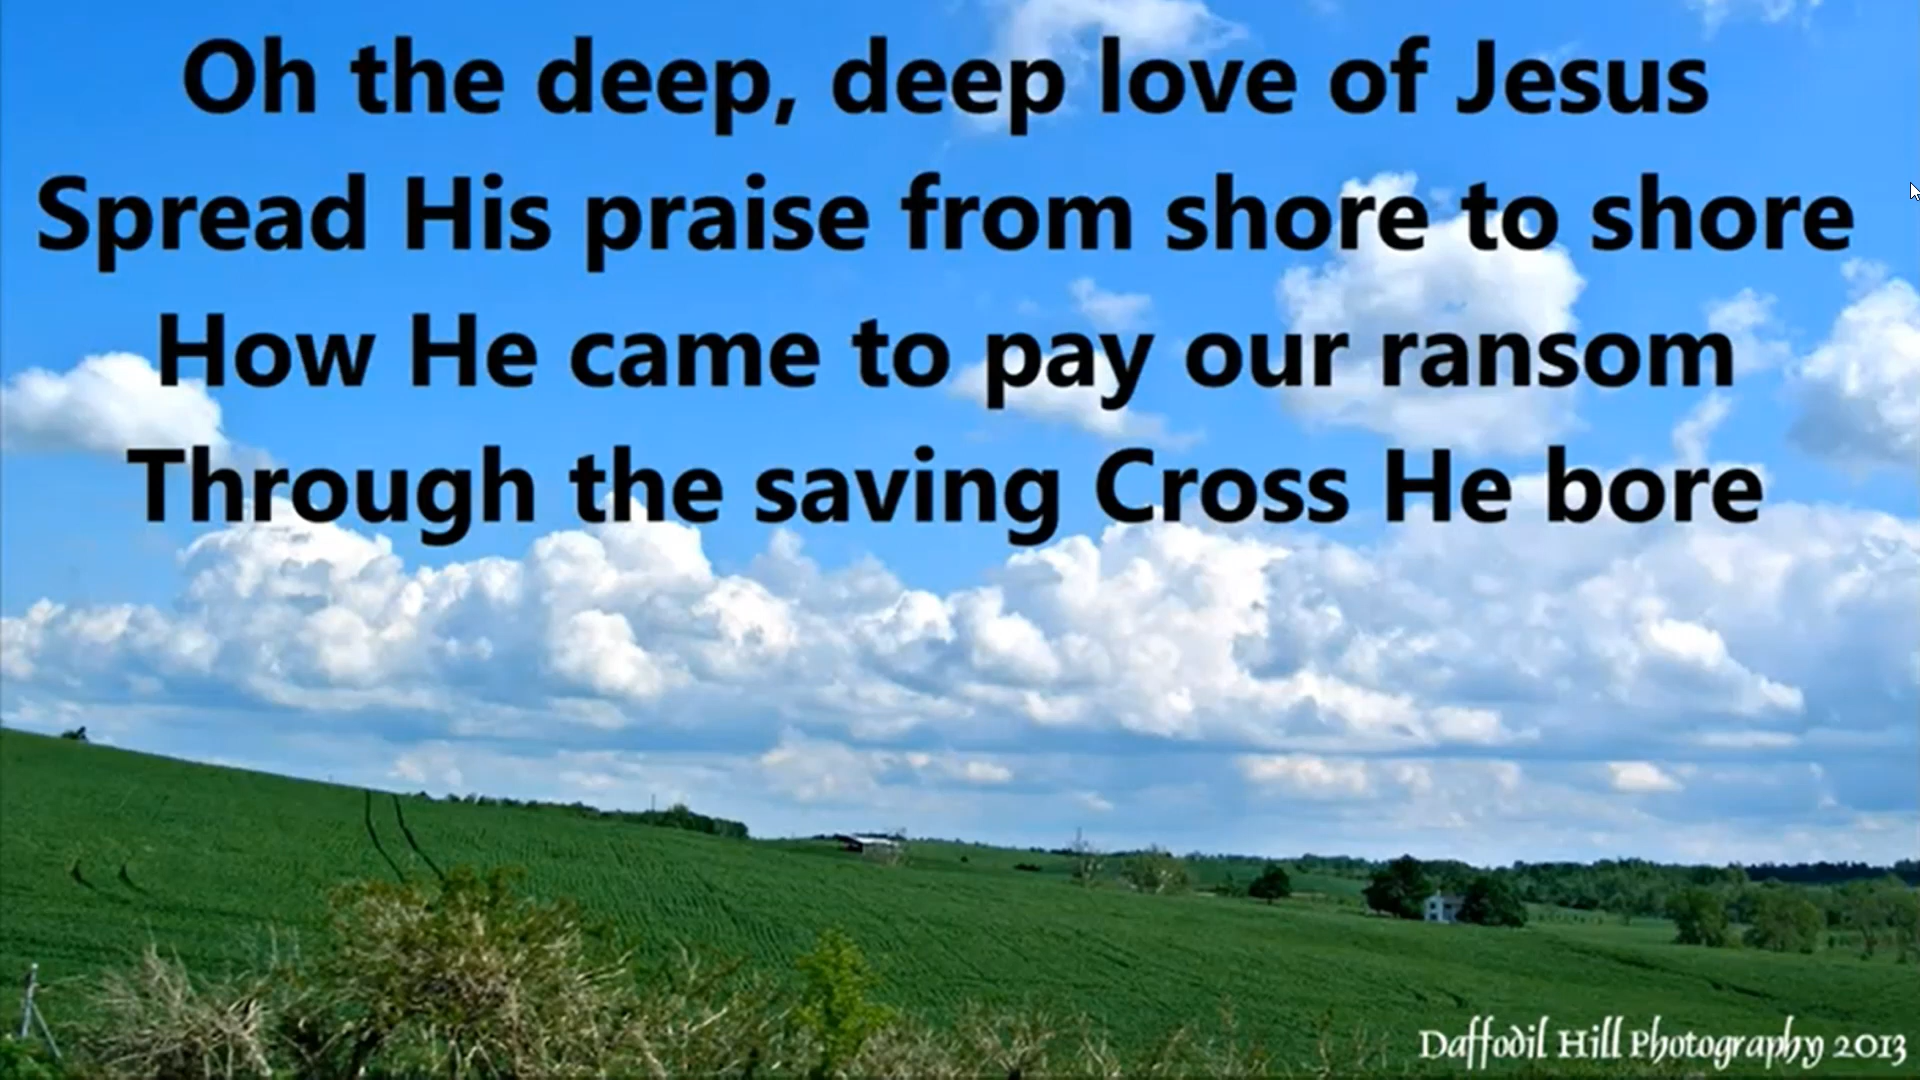 Oh the deep, deep love of Jesus
Spread His praise from shore to shore
How He came to pay our ransom
Through the saving Cross He bore
Daffodil Hill Photography 2013